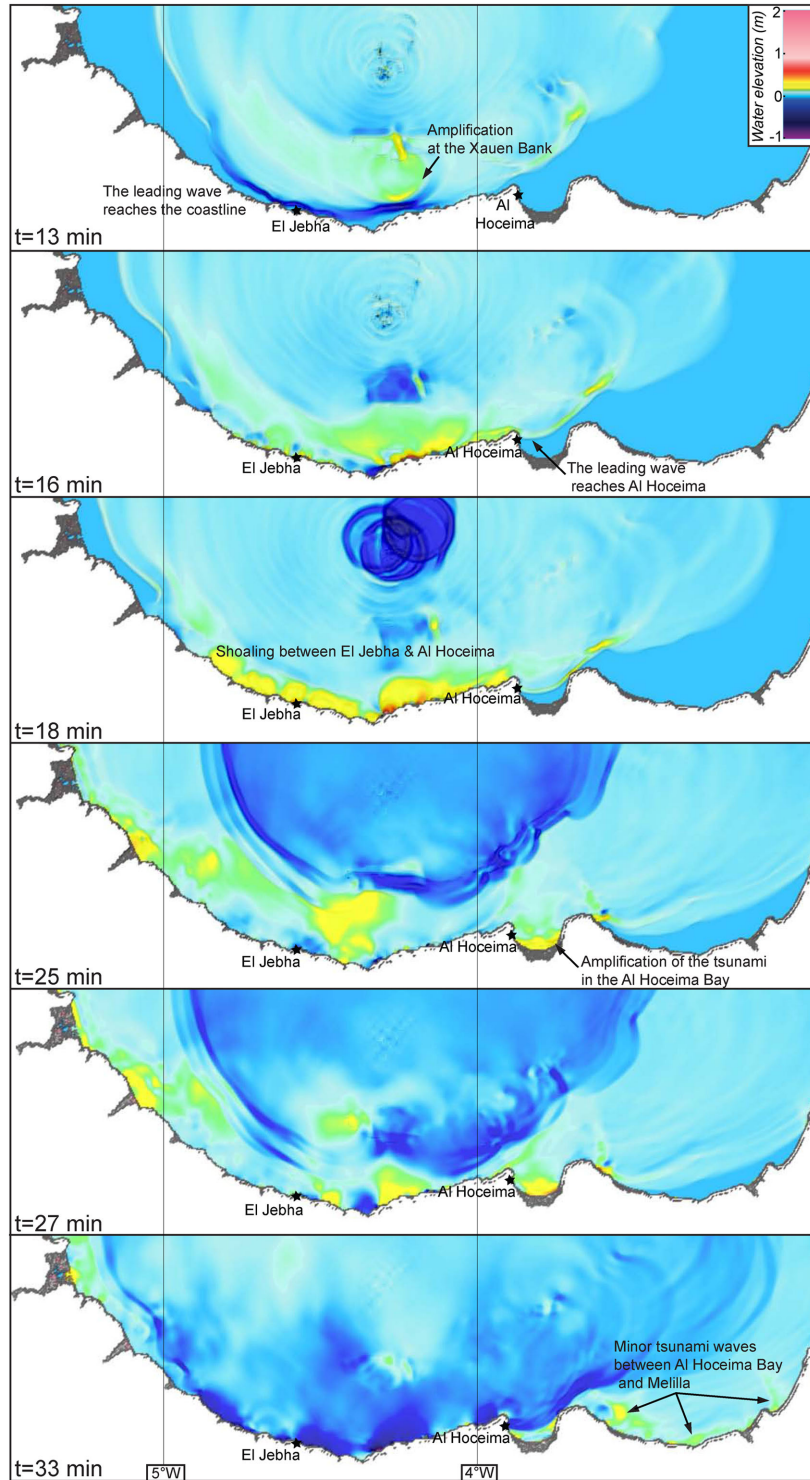 2
Water elevation (m)
0
-1
Amplification
at the Xauen Bank
The leading wave
reaches the coastline
El Jebha
Al
Hoceima
t=13 min
El Jebha
Al Hoceima
The leading wave
reaches Al Hoceima
t=16 min
Shoaling between El Jebha & Al Hoceima
El Jebha
Al Hoceima
t=18 min
El Jebha
Al Hoceima
Amplification of the tsunami
in the Al Hoceima Bay
t=25 min
El Jebha
Al Hoceima
t=27 min
Minor tsunami waves
between Al Hoceima Bay
and Melilla
El Jebha
Al Hoceima
t=33 min
5°W
4°W